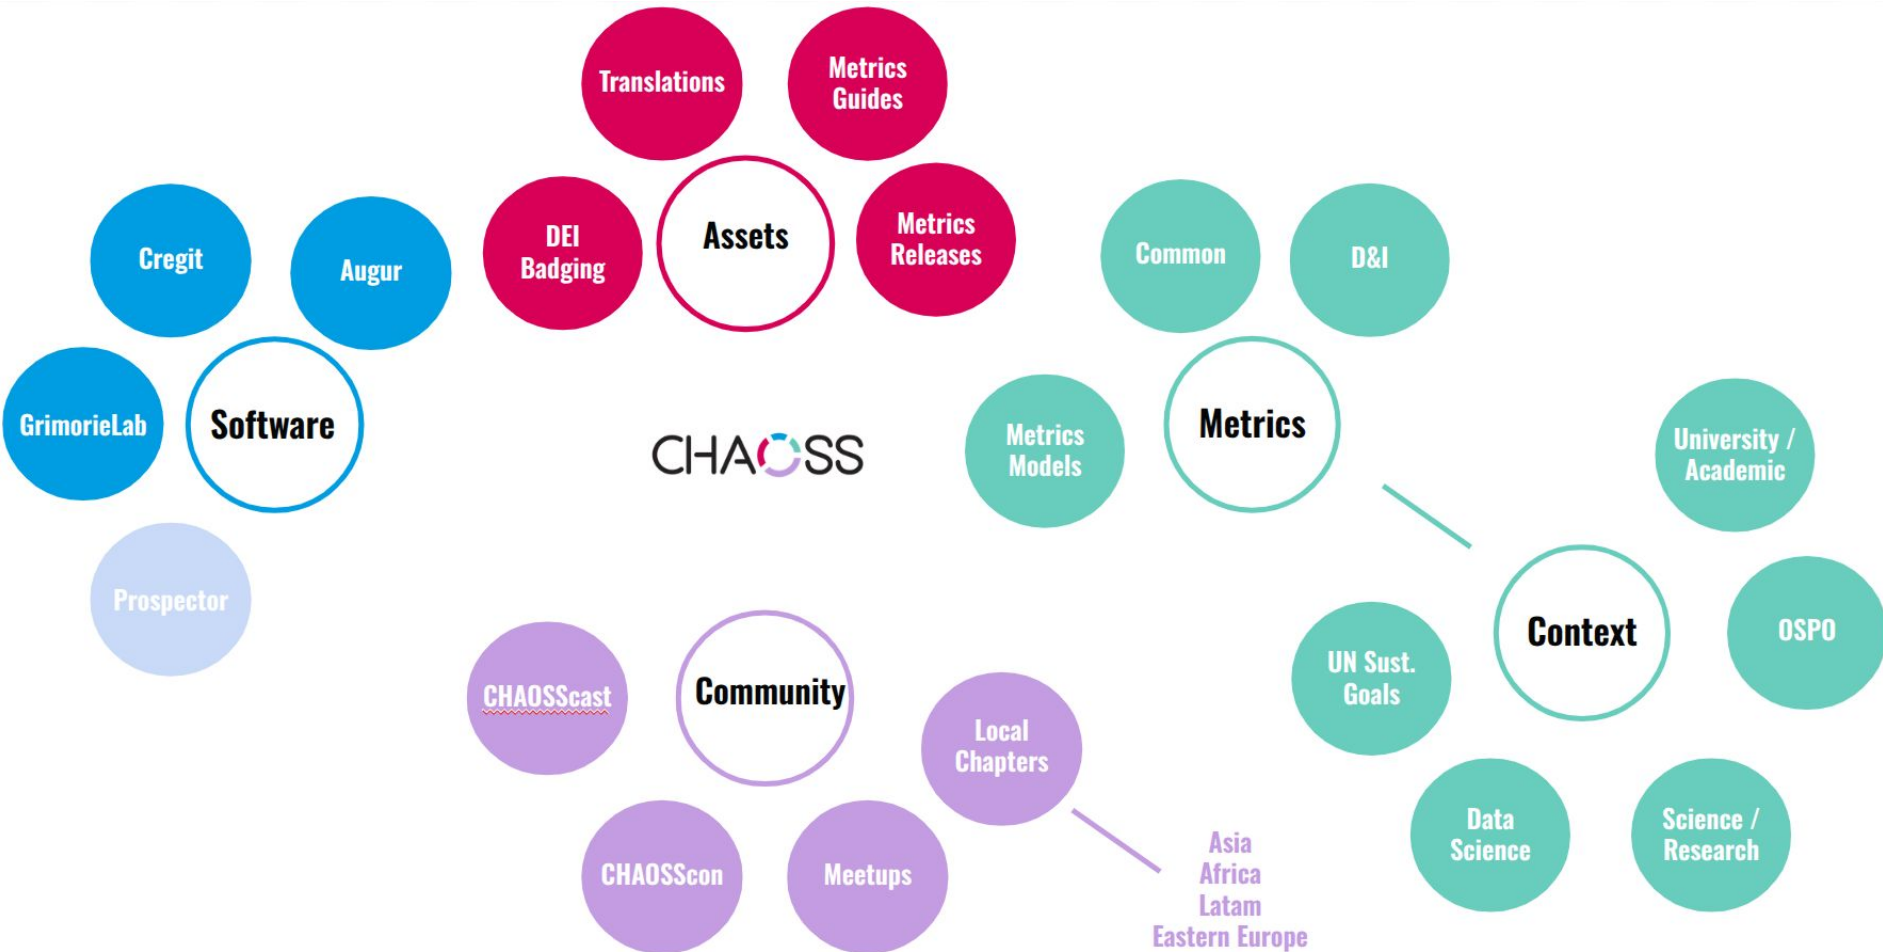 Translations
Metrics
Guides
DEI
Badging
Assets
Metrics
Releases
Cregit
Augur
GrimorieLab
Software
Prospector
CHAOSS
Common
D&I
Metrics
Models
Metrics
University /
Academic
UN Sust.
Goals
Context
OSPO
Data
Science
Science /
Research
CHAOSScast
Community
Local
Chapters
CHAOSScon
Meetups
Asia
Africa
Latam
Eastern Europe